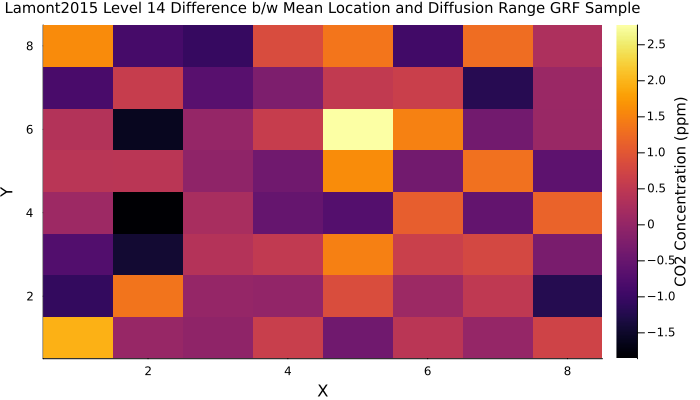 Lamont2015 Level 14 Difference b/w Mean Location and Diffusion Range GRF Sample
8
6
4
2
Y
2 4 6 8
X
2.5
2.0
1.5
1.0
0.5
0
−0.5
−1.0
−1.5
CO2 Concentration (ppm)